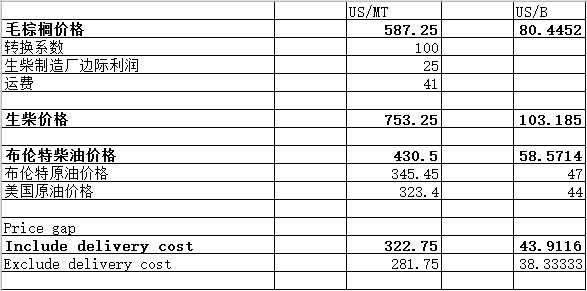 US/MT US/B
毛棕榈价格 587.25 80.4452
转换系数 100
生柴制造厂边际利润 25
运费 41
生柴价格 753.25 103.185
布伦特柴油价格 430.5 58.5714
布伦特原油价格 345.45 47
美国原油价格 323.4 44
Price gap
Include delivery cost 322.75 43.9116
Exclude delivery cost 281.75 38.33333